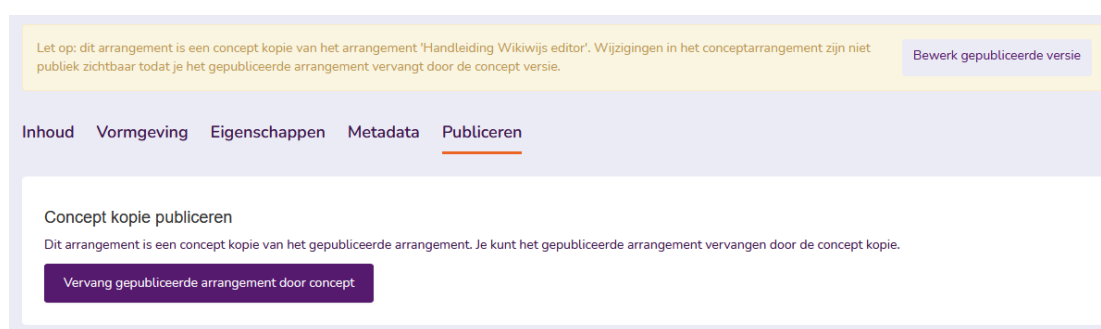 Let op: dit arrangement is een concept kopie van het arrangement 'Handleiding Wikiwijs editor'. Wijzigingen in het conceptarrangement zijn niet
publiek zichtbaar todat je het gepubliceerde arrangement vervangt door de concept versie.
Bewerk gepubliceerde versie
Inhoud Vormgeving Eigenschappen Metadata Publiceren
Concept kopie publiceren
Dit arrangement is een concept kopie van het gepubliceerde arrangement. Je kunt het gepubliceerde arrangement vervangen door de concept kopie.
Vervang gepubliceerde arrangement door concept